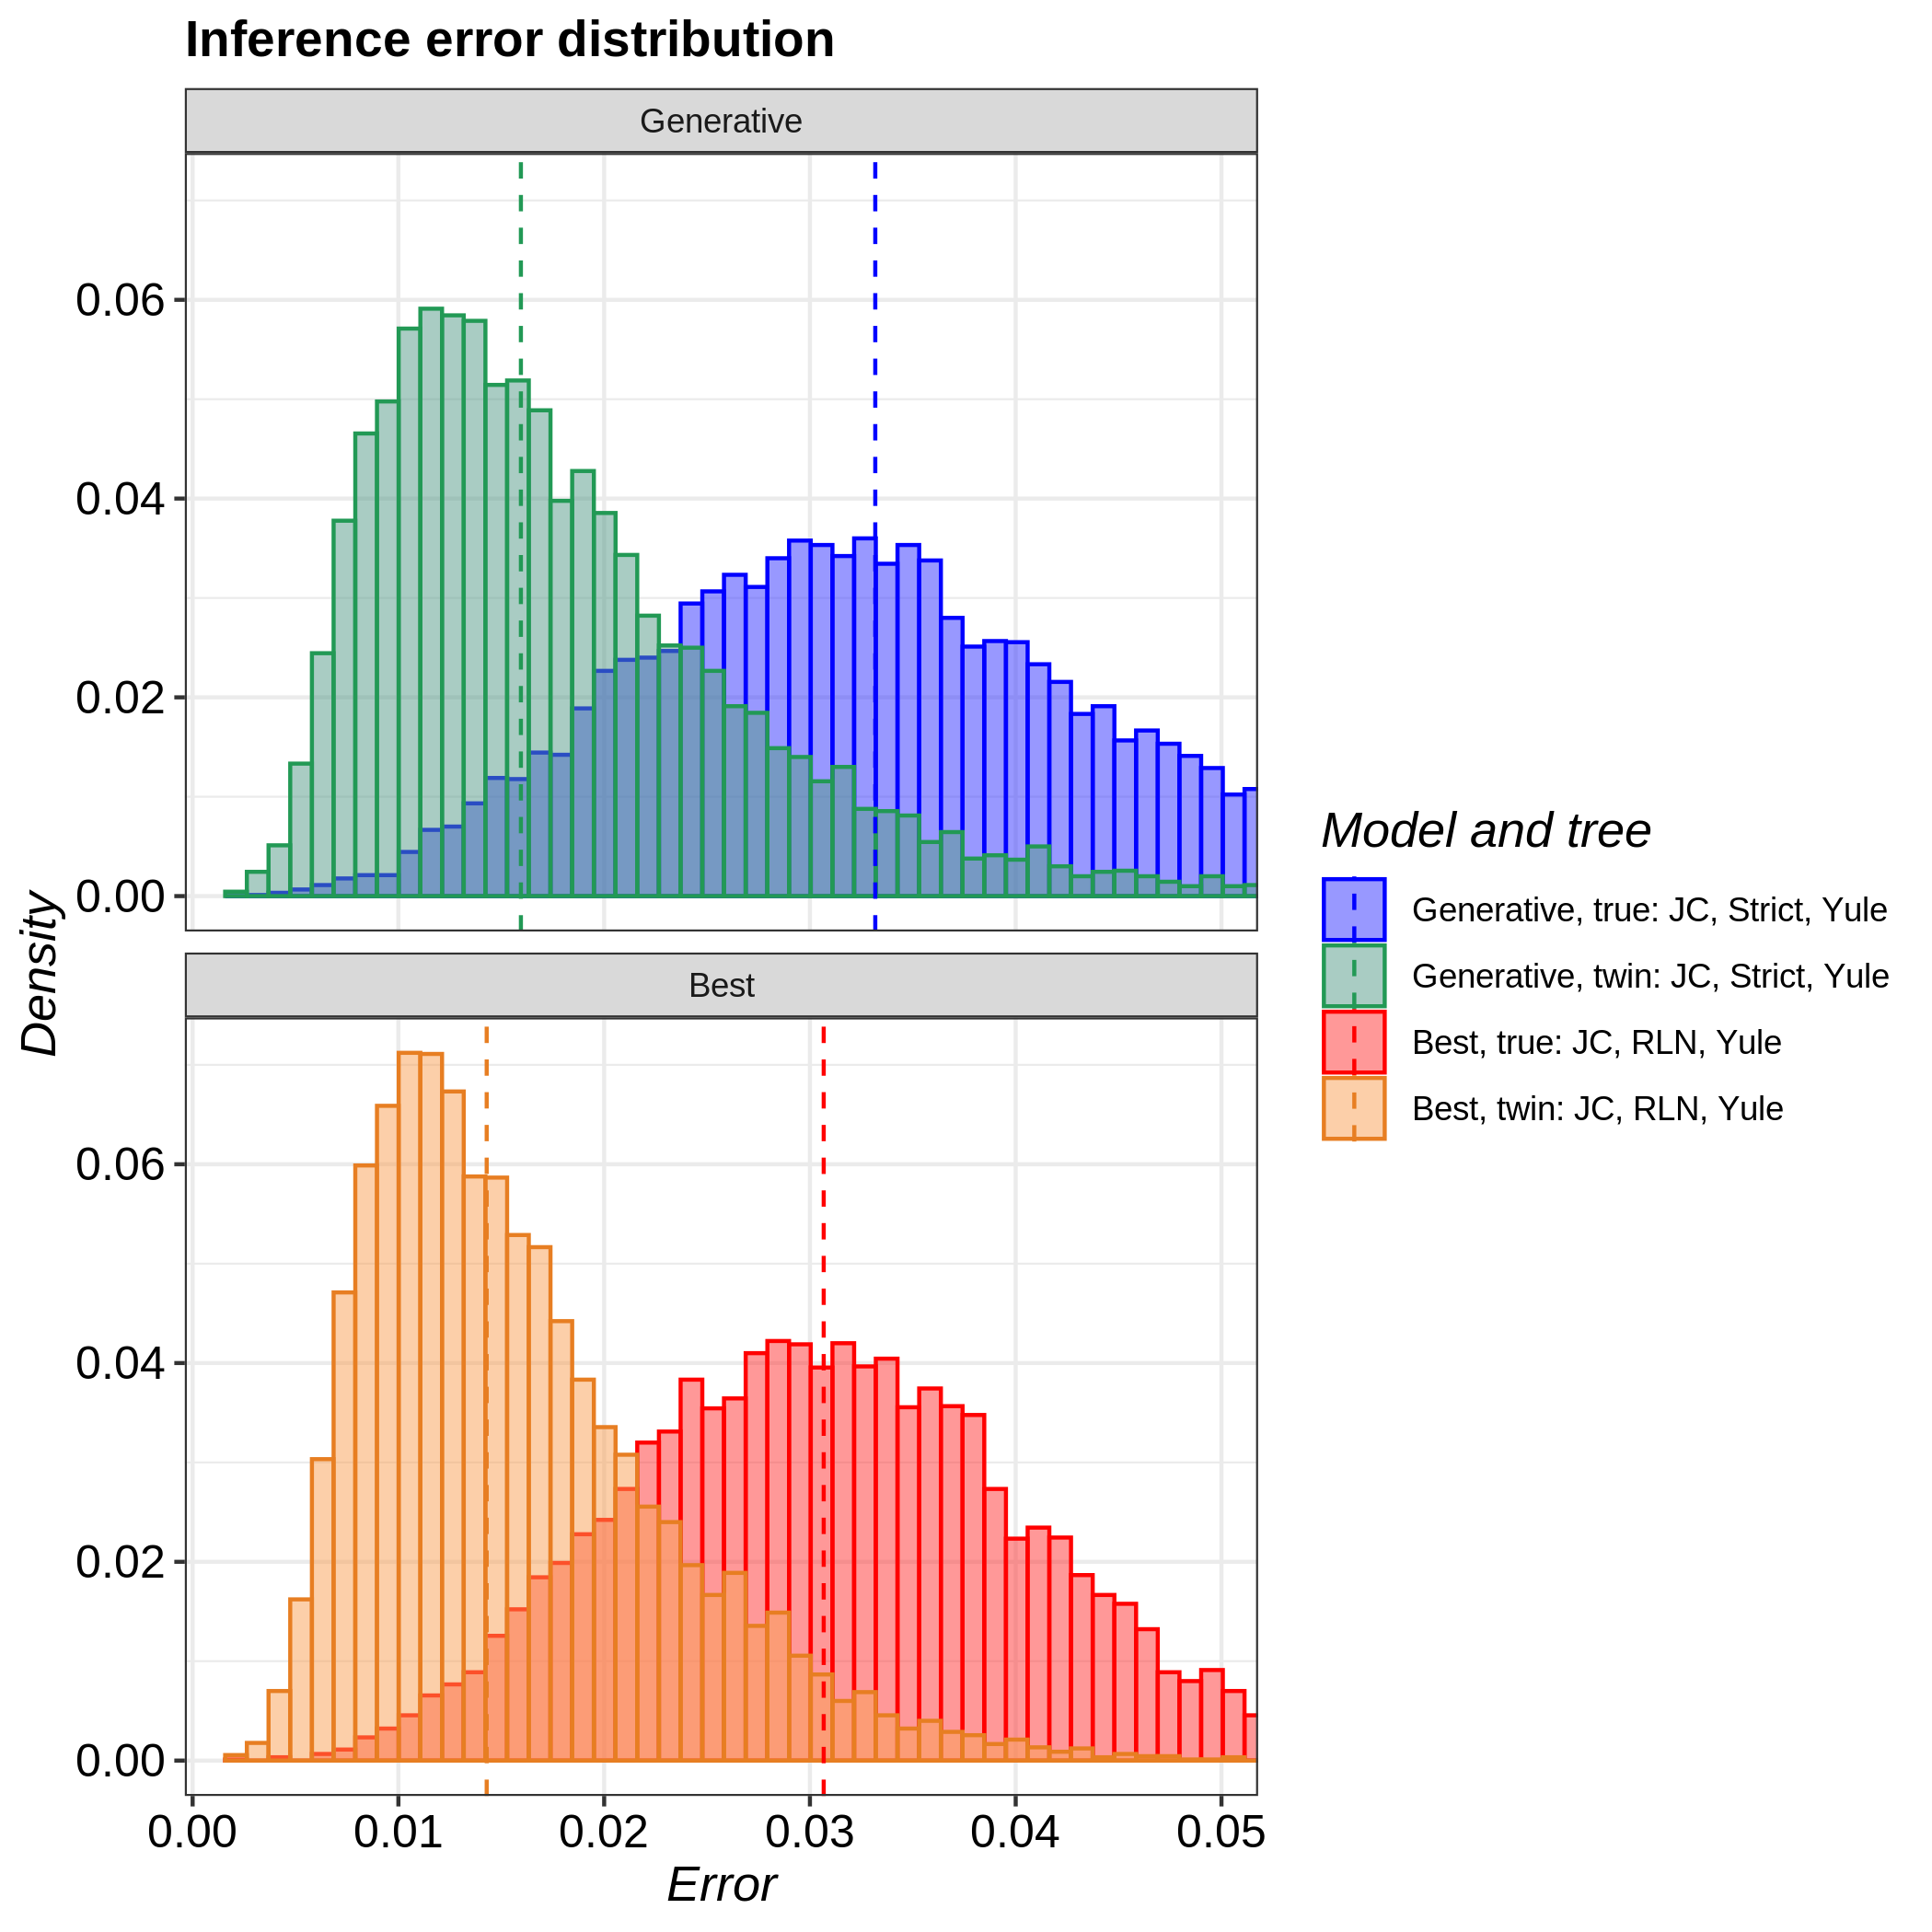 Inference error distribution
Generative
0.06
0.04
0.02
0.00
Density
Best
0.06
0.04
0.02
0.00
0.00 0.01 0.02 0.03 0.04 0.05
Error
Model and tree
Generative, true: JC, Strict, Yule
Generative, twin: JC, Strict, Yule
Best, true: JC, RLN, Yule
Best, twin: JC, RLN, Yule